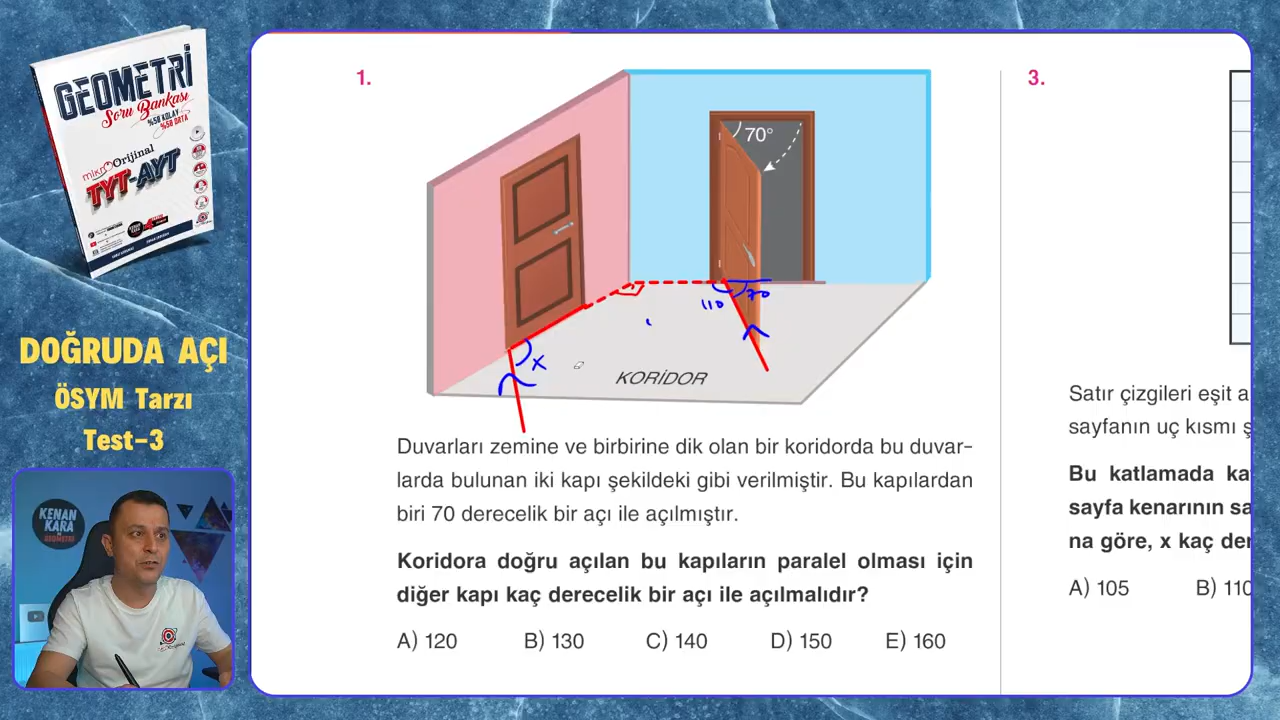 GEOMETRİ
Soru Bankası
%50 KOLAY
%50 ORTA
mikro Orijinal
TYT-AYT
DOĞRUDA AÇI
ÖSYM Tarzı
Test-3
KENAN
KARA
GEOMETRİ
1.
70°
110
70
x
KORİDOR
Duvarları zemine ve birbirine dik olan bir koridorda bu duvar-
larda bulunan iki kapı şekildeki gibi verilmiştir. Bu kapılardan
biri 70 derecelik bir açı ile açılmıştır.
Koridora doğru açılan bu kapıların paralel olması için
diğer kapı kaç derecelik bir açı ile açılmalıdır?
A) 120 B) 130 C) 140 D) 150 E) 160
3.
Satır çizgileri eşit a
sayfanın uç kısmı ş
Bu katlamada ka
sayfa kenarının sa
na göre, x kaç der
A) 105 B) 110